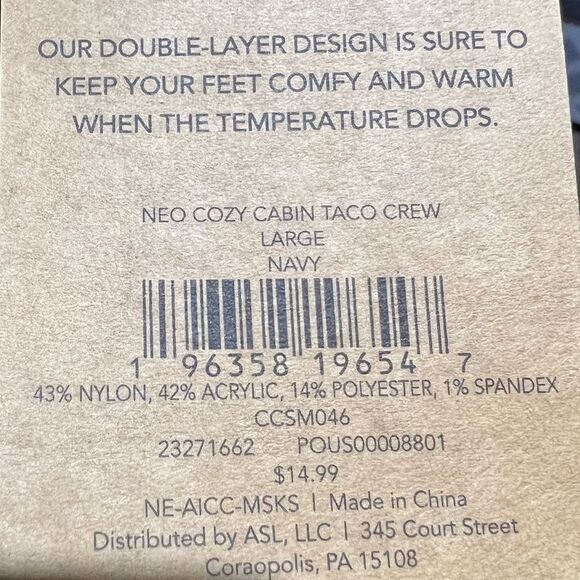 OUR DOUBLE-LAYER DESIGN IS SURE TO
KEEP YOUR FEET COMFY AND WARM
WHEN THE TEMPERATURE DROPS.
NEO COZY CABIN TACO CREW
LARGE
NAVY
1 96358 19654 7
43% NYLON, 42% ACRYLIC, 14% POLYESTER, 1% SPANDEX
CCSM046
23271662 POUS00008801
$14.99
NE-AICC-MSKS | Made in China
Distributed by ASL, LLC | 345 Court Street
Coraopolis, PA 15108